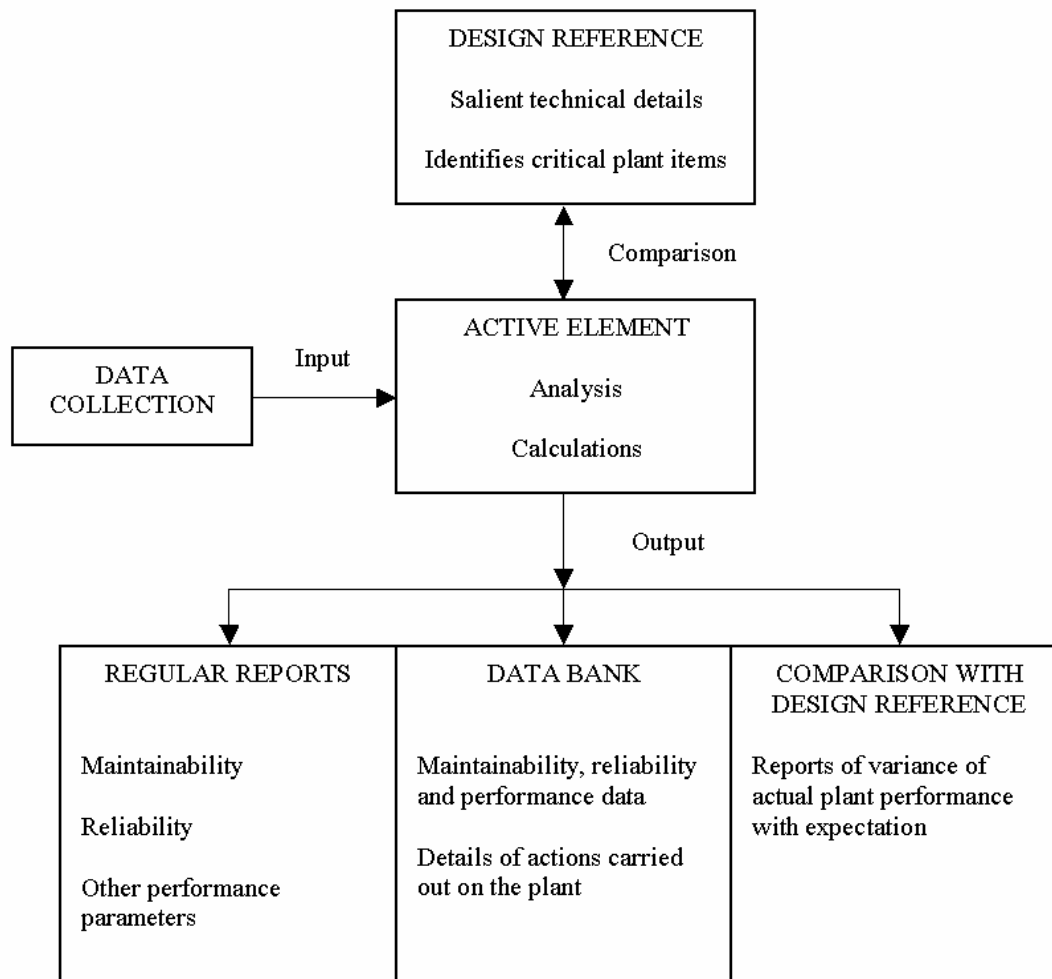 DESIGN REFERENCE
Salient technical details
Identifies critical plant items
Comparison
ACTIVE ELEMENT
Analysis
Calculations
Input
DATA
COLLECTION
Output
REGULAR REPORTS
Maintainability
Reliability
Other performance
parameters
DATA BANK
Maintainability, reliability
and performance data
Details of actions carried
out on the plant
COMPARISON WITH
DESIGN REFERENCE
Reports of variance of
actual plant performance
with expectation